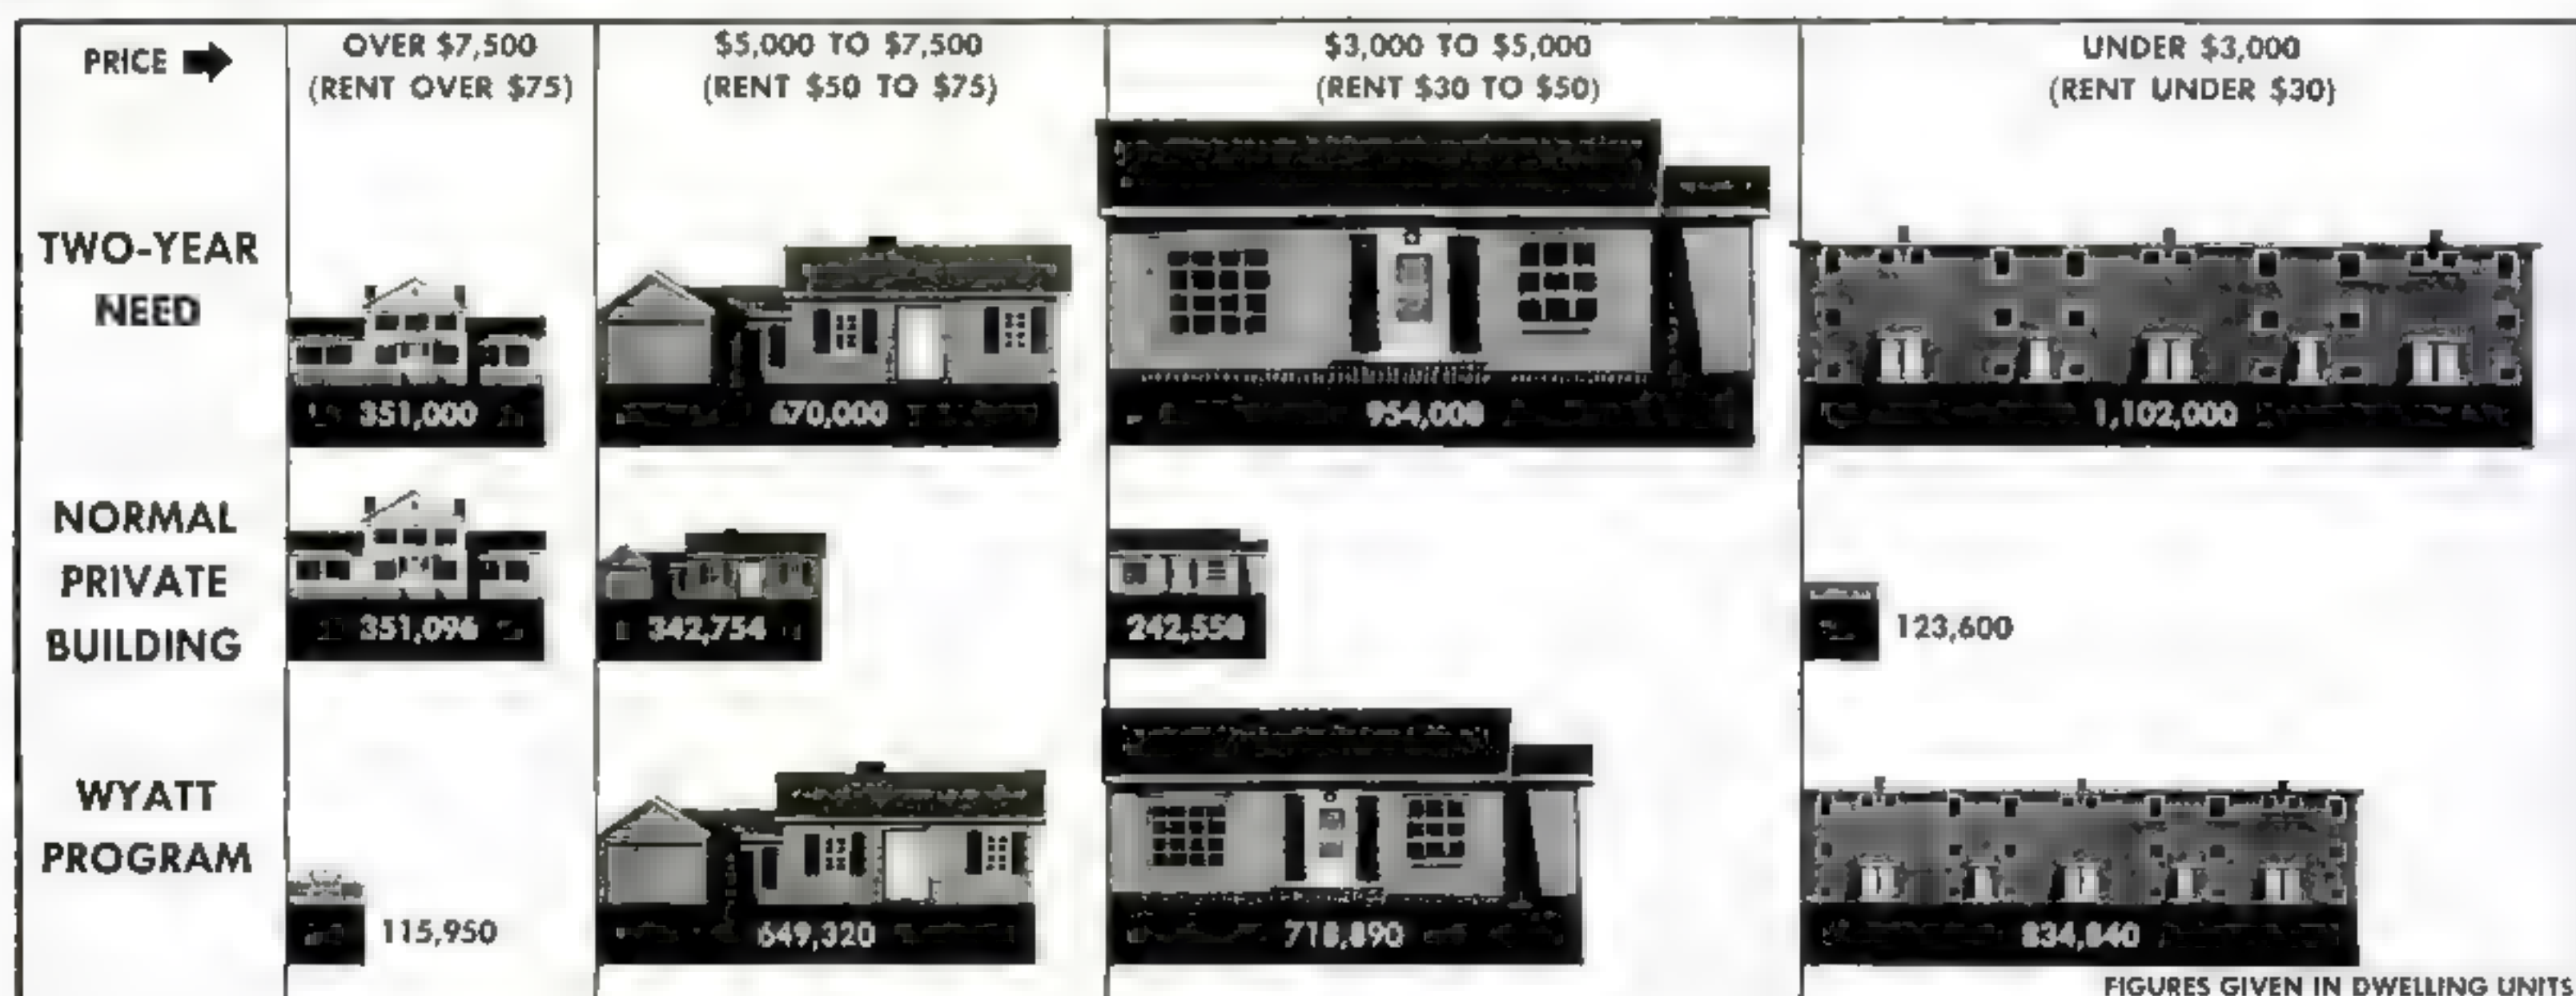 PRICE
OVER $7,500
(RENT OVER $75)
$5,000 TO $7,500
(RENT $50 TO $75)
$3,000 TO $5,000
(RENT $30 TO $50)
UNDER $3,000
(RENT UNDER $30)
TWO-YEAR
NEED
351,000
670,000
954,000
1,102,000
NORMAL
PRIVATE
BUILDING
351,096
342,754
242,550
123,600
WYATT
PROGRAM
115,950
649,320
718,890
834,840
FIGURES GIVEN IN DWELLING UNITS